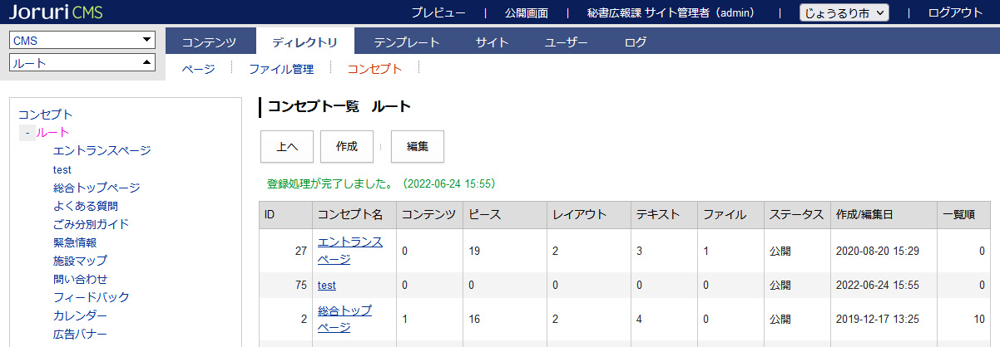 Joruri CMS
プレビュー | 公開画面 | 秘書広報課 サイト管理者（admin） | じょうるり市 | ログアウト
CMS
ルート
コンテンツ ディレクトリ テンプレート サイト ユーザー ログ
ページ ファイル管理 コンセプト
コンセプト
- ルート
エントランスページ
test
総合トップページ
よくある質問
ごみ分別ガイド
緊急情報
施設マップ
問い合わせ
フィードバック
カレンダー
広告バナー
コンセプト一覧 ルート
上へ 作成 | 編集
登録処理が完了しました。（2022-06-24 15:55）
ID コンセプト名 コンテンツ ピース レイアウト テキスト ファイル ステータス 作成/編集日 一覧順
27 エントランス
ページ 0 19 2 3 1 公開 2020-08-20 15:29 0
75 test 0 0 0 0 0 公開 2022-06-24 15:55 0
2 総合トップ
ページ 1 16 2 4 0 公開 2019-12-17 13:25 10